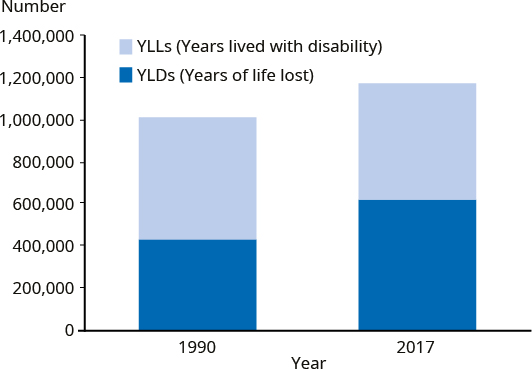 Number
1,400,000
1,200,000
1,000,000
800,000
600,000
400,000
200,000
0
YLLs (Years lived with disability)
YLDs (Years of life lost)
1990
2017
Year